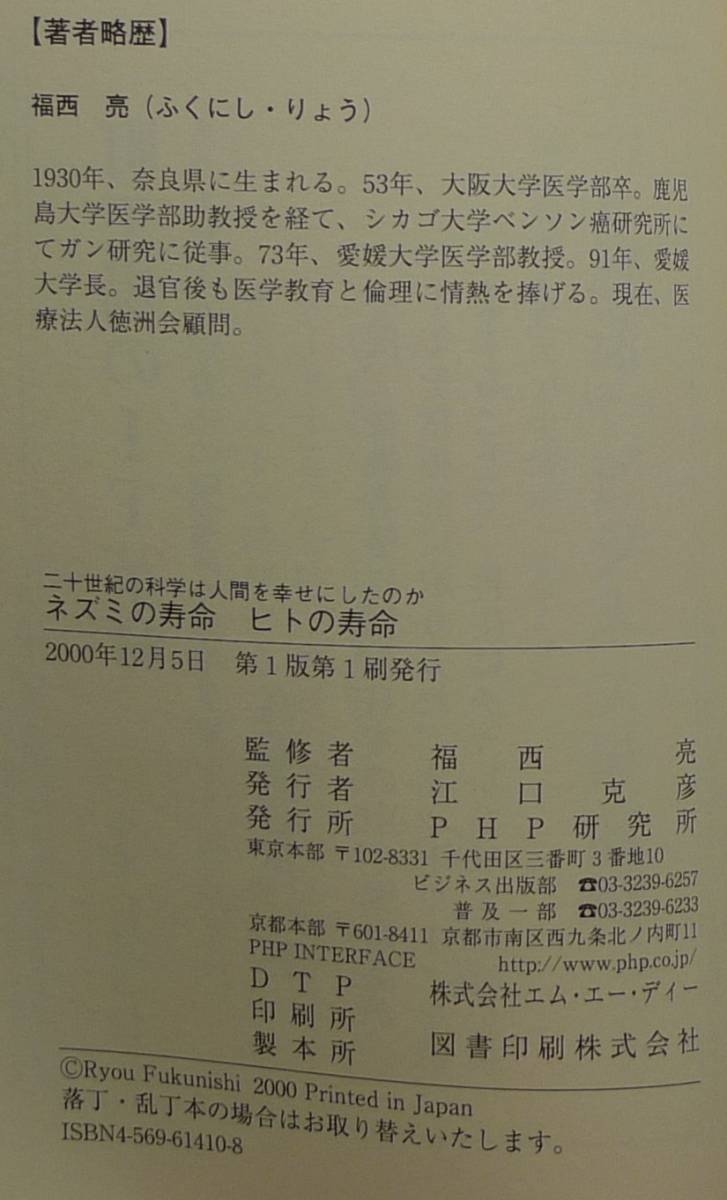 【著者略歴】
福西　亮（ふくにし・りょう）
1930年、奈良県に生まれる。53年、大阪大学医学部卒。鹿児
島大学医学部助教授を経て、シカゴ大学ベンソン癌研究所に
てガン研究に従事。73年、愛媛大学医学部教授。91年、愛媛
大学長。退官後も医学教育と倫理に情熱を捧げる。現在、医
療法人徳洲会顧問。
二十世紀の科学は人間を幸せにしたのか
ネズミの寿命　ヒトの寿命
2000年12月5日　第1版第1刷発行
監修者　福西　亮
発行者　江口克彦
発行所　PHP研究所
東京本部 〒102-8331 千代田区三番町3番地10
ビジネス出版部 ☎03-3239-6257
普及一部 ☎03-3239-6233
京都本部 〒601-8411 京都市南区西九条北ノ内町11
PHP INTERFACE　http://www.php.co.jp/
DTP　株式会社エム・エー・ディー
印刷所
製本所　図書印刷株式会社
©Ryou Fukunishi 2000 Printed in Japan
落丁・乱丁本の場合はお取り替えいたします。
ISBN4-569-61410-8